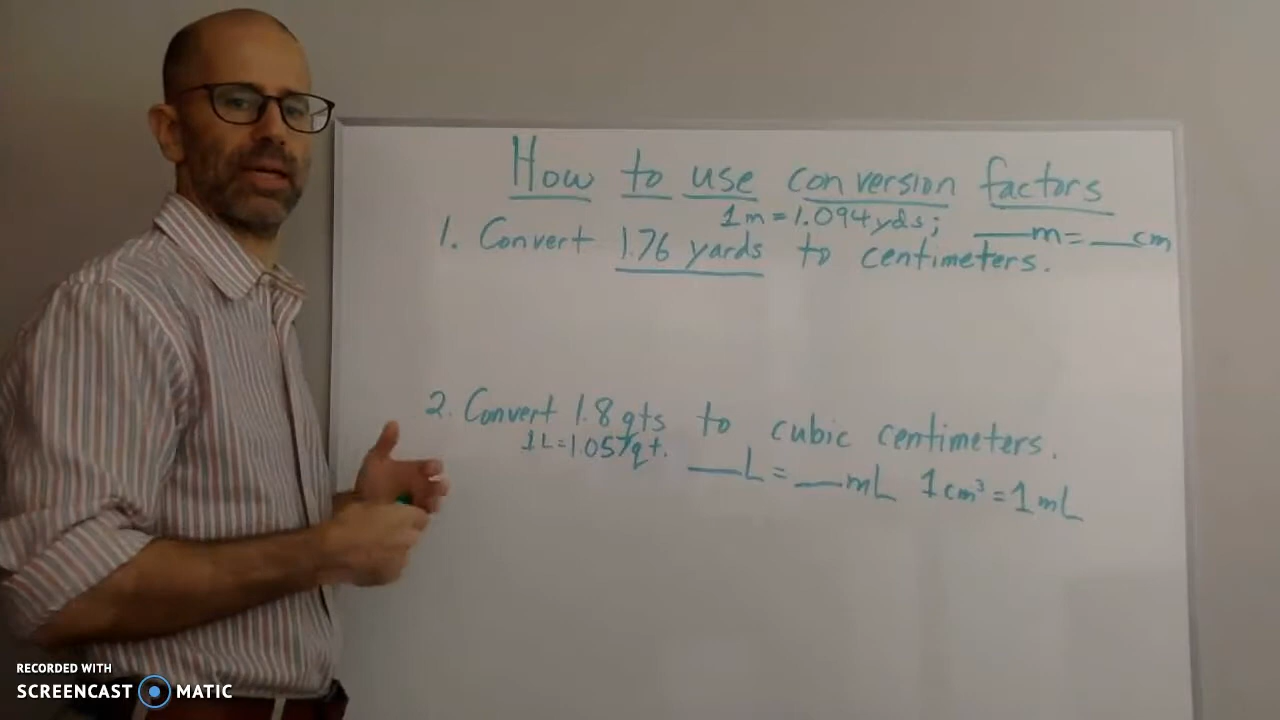 How to use conversion factors
1m = 1.094 yds; ___m = ___cm
1. Convert 1.76 yards to centimeters.
2. Convert 1.8 qts to cubic centimeters.
1L = 1.057qt. ___L = ___mL 1cm³ = 1mL
RECORDED WITH
SCREENCAST MATIC